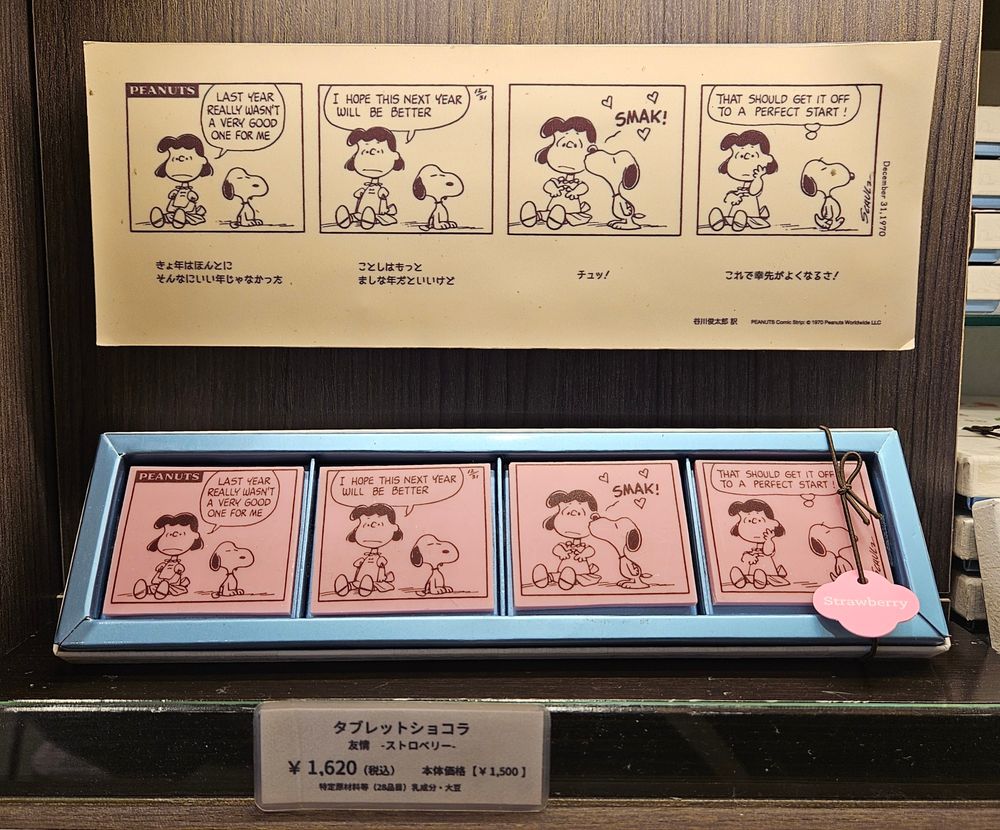 PEANUTS
LAST YEAR
REALLY WASN'T
A VERY GOOD
ONE FOR ME
I HOPE THIS NEXT YEAR
WILL BE BETTER
12/31
SMAK!
THAT SHOULD GET IT OFF
TO A PERFECT START!
SCHULZ
December 31, 1970
きょ年はほんとに
そんなにいい年じゃなかった
ことしはもっと
ましな年だといいけど
チュッ!
これで幸先がよくなるさ!
谷川俊太郎 訳
PEANUTS Comic Strip: © 1970 Peanuts Worldwide LLC
PEANUTS
LAST YEAR
REALLY WASN'T
A VERY GOOD
ONE FOR ME
I HOPE THIS NEXT YEAR
WILL BE BETTER
12/31
SMAK!
THAT SHOULD GET IT OFF
TO A PERFECT START!
SCHULZ
Strawberry
タブレットショコラ
友情 -ストロベリー-
¥ 1,620 (税込) 本体価格 [¥ 1,500]
特定原材料等 (28品目) 乳成分・大豆